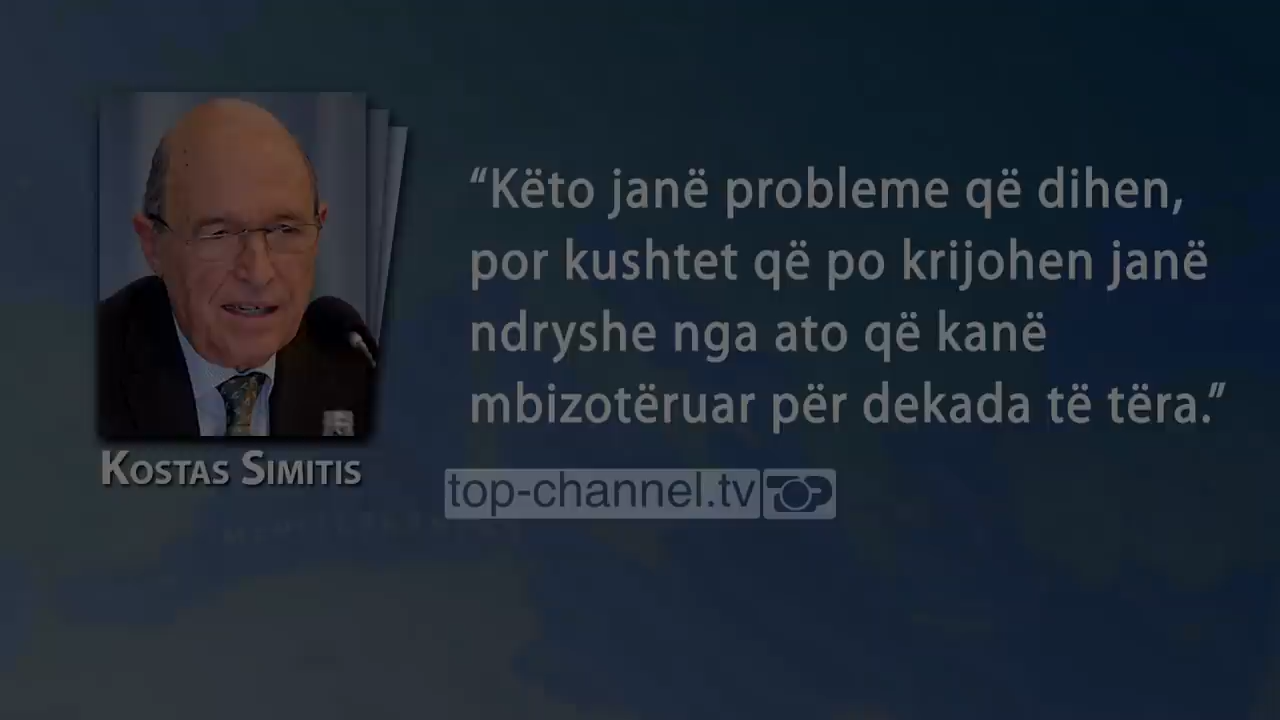 “Këto janë probleme që dihen,
por kushtet që po krijohen janë
ndryshe nga ato që kanë
mbizotëruar për dekada të tëra.”
KOSTAS SIMITIS
top-channel.tv